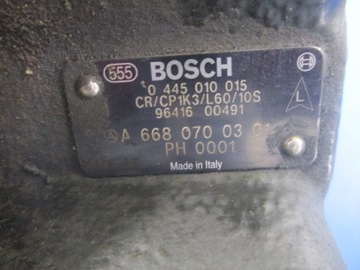 555 BOSCH
0 445 010 015
CR/CP1K3/L60/10S
96416 00491
A 668 070 03 01
PH 0001
Made in Italy
L